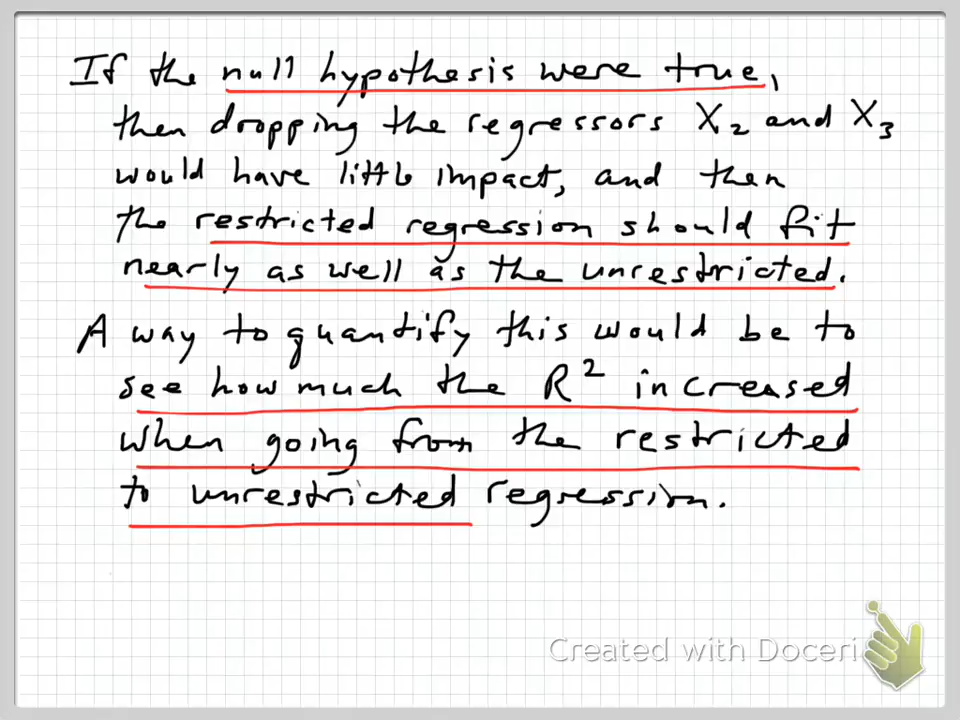 If the null hypothesis were true,
then dropping the regressors X₂ and X₃
would have little impact, and then
the restricted regression should fit
nearly as well as the unrestricted.
A way to quantify this would be to
see how much the R² increased
when going from the restricted
to unrestricted regression.
Created with Doceri